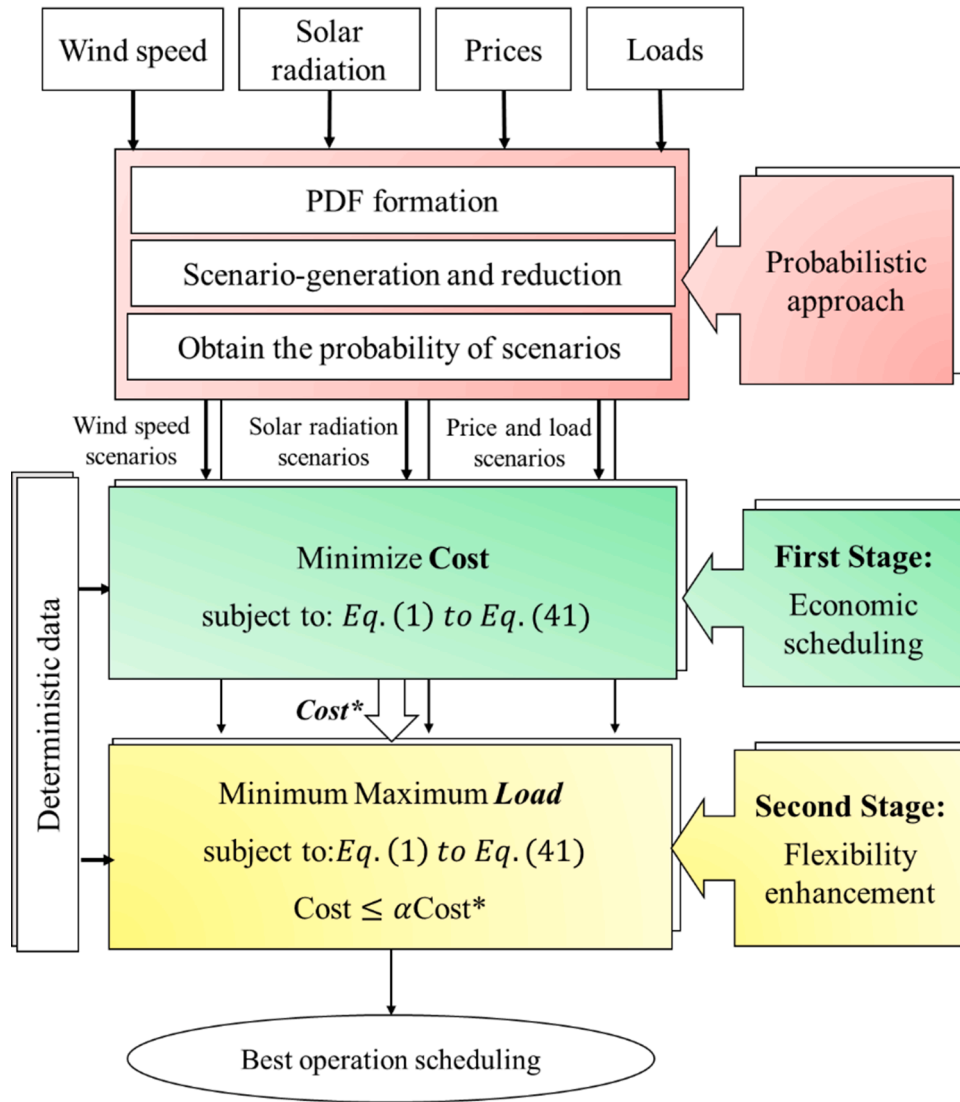 Wind speed
Solar
radiation
Prices
Loads
PDF formation
Scenario-generation and reduction
Obtain the probability of scenarios
Probabilistic
approach
Wind speed
scenarios
Solar radiation
scenarios
Price and load
scenarios
Deterministic data
Minimize Cost
subject to: Eq. (1) to Eq. (41)
First Stage:
Economic
scheduling
Cost*
Minimum Maximum Load
subject to:Eq. (1) to Eq. (41)
Cost ≤ αCost*
Second Stage:
Flexibility
enhancement
Best operation scheduling